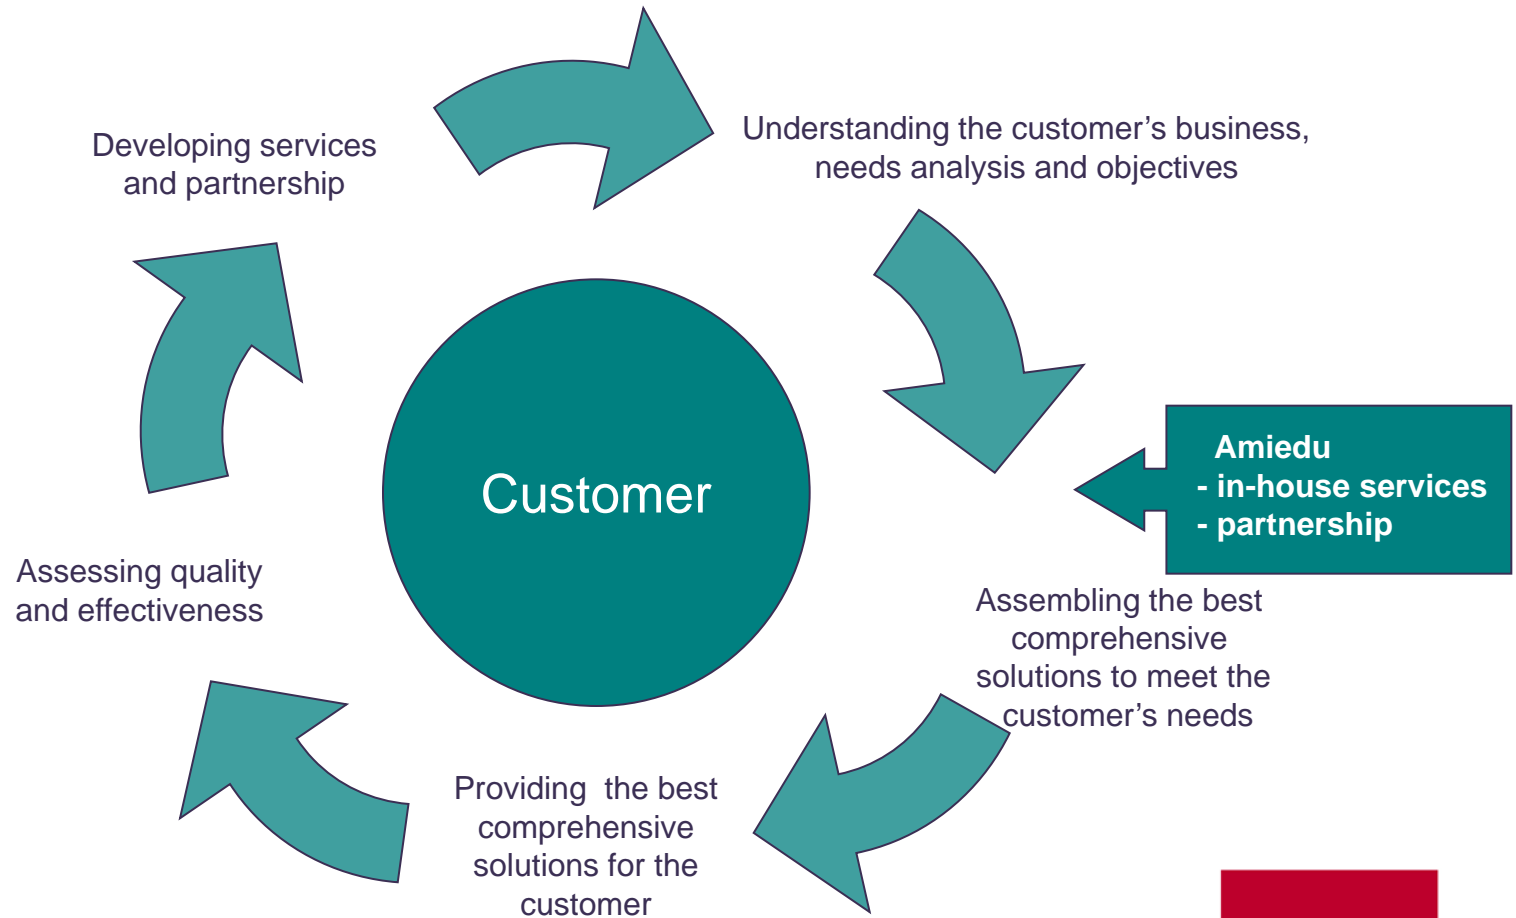 Developing services
and partnership
Understanding the customer’s business,
needs analysis and objectives
Customer
Amiedu
- in-house services
- partnership
Assembling the best
comprehensive
solutions to meet the
customer’s needs
Providing  the best
comprehensive
solutions for the
customer
Assessing quality
and effectiveness